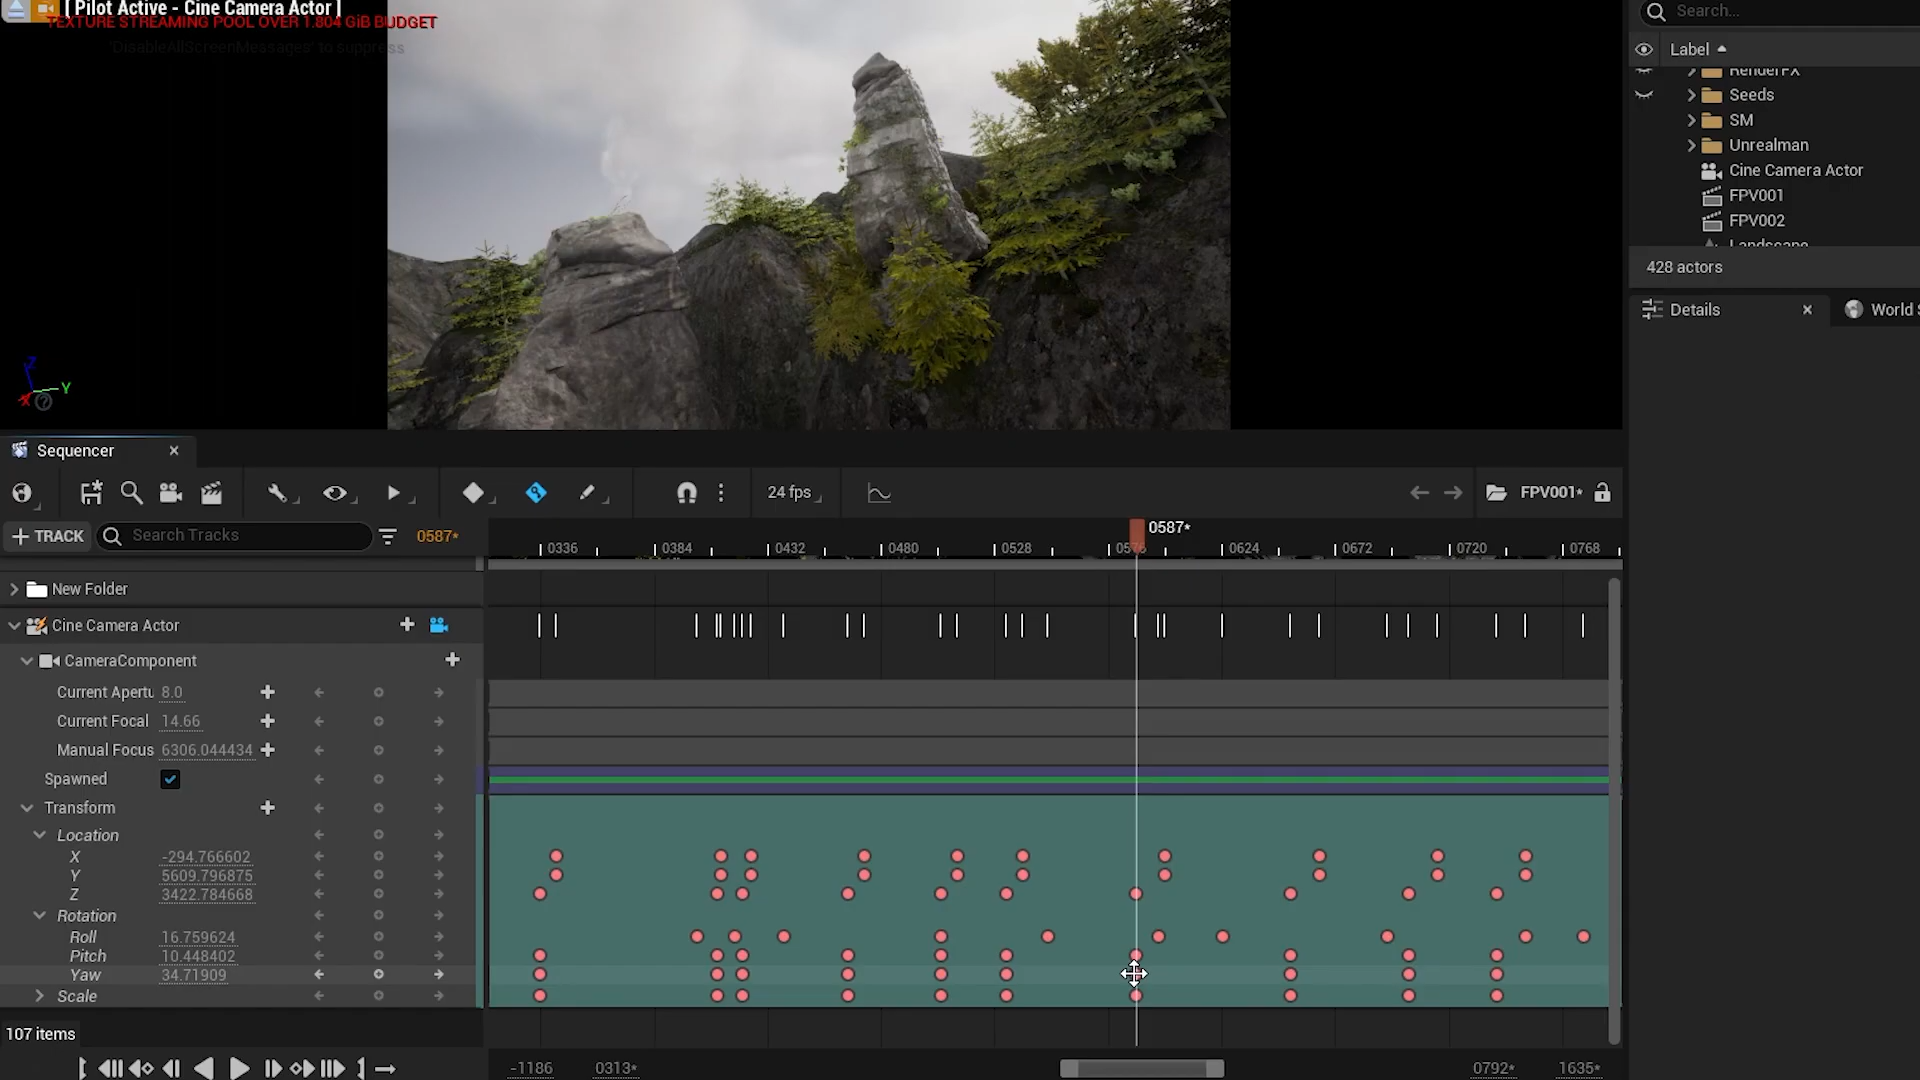 [ Pilot Active - Cine Camera Actor ]
TEXTURE STREAMING POOL OVER 1.804 GiB BUDGET
'DisableAllScreenMessages' to suppress
Z
Y
X
Search...
Label
RenderFX
Seeds
SM
Unrealman
Cine Camera Actor
FPV001
FPV002
Landscape
428 actors
Details
World S
Sequencer
24 fps
FPV001*
TRACK
Search Tracks
0587*
0587*
0336
0384
0432
0480
0528
0576
0624
0672
0720
0768
New Folder
Cine Camera Actor
CameraComponent
Current Apertu 8.0
Current Focal 14.66
Manual Focus 6306.044434
Spawned
Transform
Location
X -294.766602
Y 5609.796875
Z 3422.784668
Rotation
Roll 16.759624
Pitch 10.448402
Yaw 34.71909
Scale
107 items
-1186
0313*
0792*
1635*